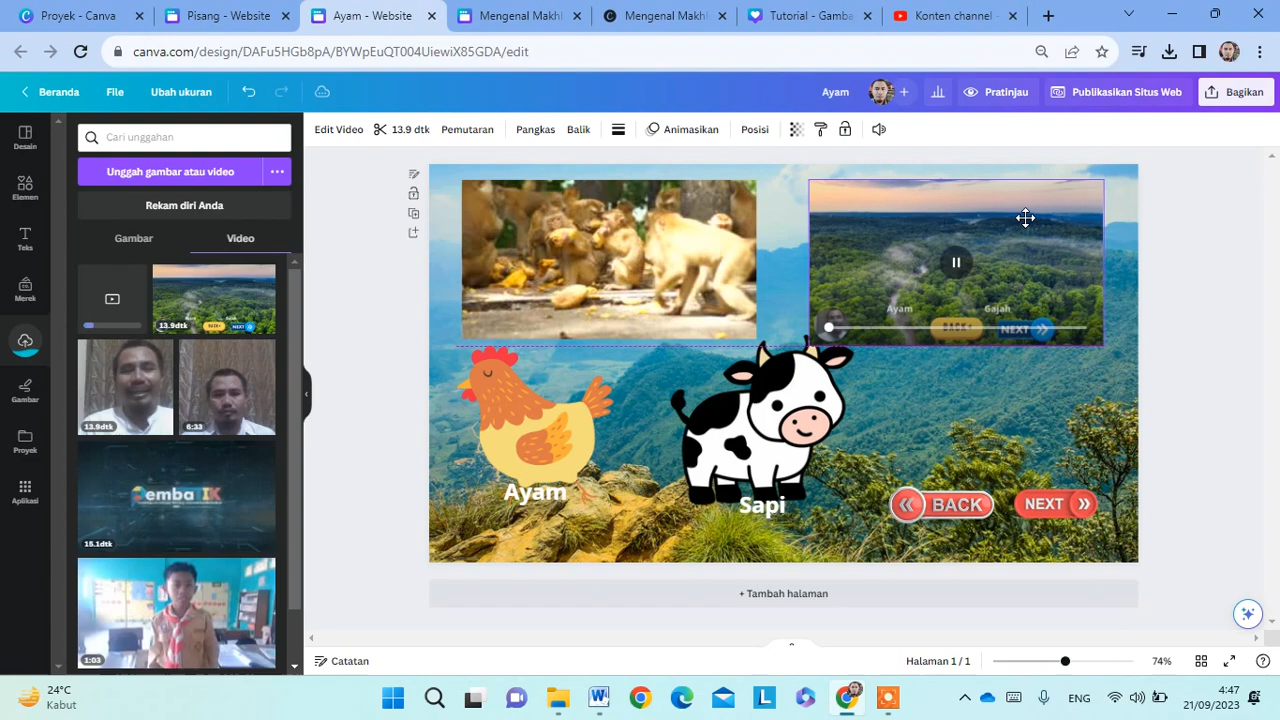 Proyek - Canva
Pisang - Website
Ayam - Website
Mengenal Makhl
Mengenal Makhl
Tutorial - Gamba
Konten channel -
canva.com/design/DAFu5HGb8pA/BYWpEuQT004UiewiX85GDA/edit
Beranda
File
Ubah ukuran
Ayam
Pratinjau
Publikasikan Situs Web
Bagikan
Edit Video
13.9 dtk
Pemutaran
Pangkas
Balik
Animasikan
Posisi
Cari unggahan
Unggah gambar atau video
Rekam diri Anda
Gambar
Video
Desain
Elemen
Teks
Merek
Gambar
Proyek
Aplikasi
13.9dtk
BACK
NEXT
13.9dtk
6:33
GembaTIK
15.1dtk
1:03
Ayam
Gajah
BACK
NEXT
Ayam
Sapi
BACK
NEXT
+ Tambah halaman
Catatan
Halaman 1 / 1
74%
24°C
Kabut
ENG
4:47
21/09/2023